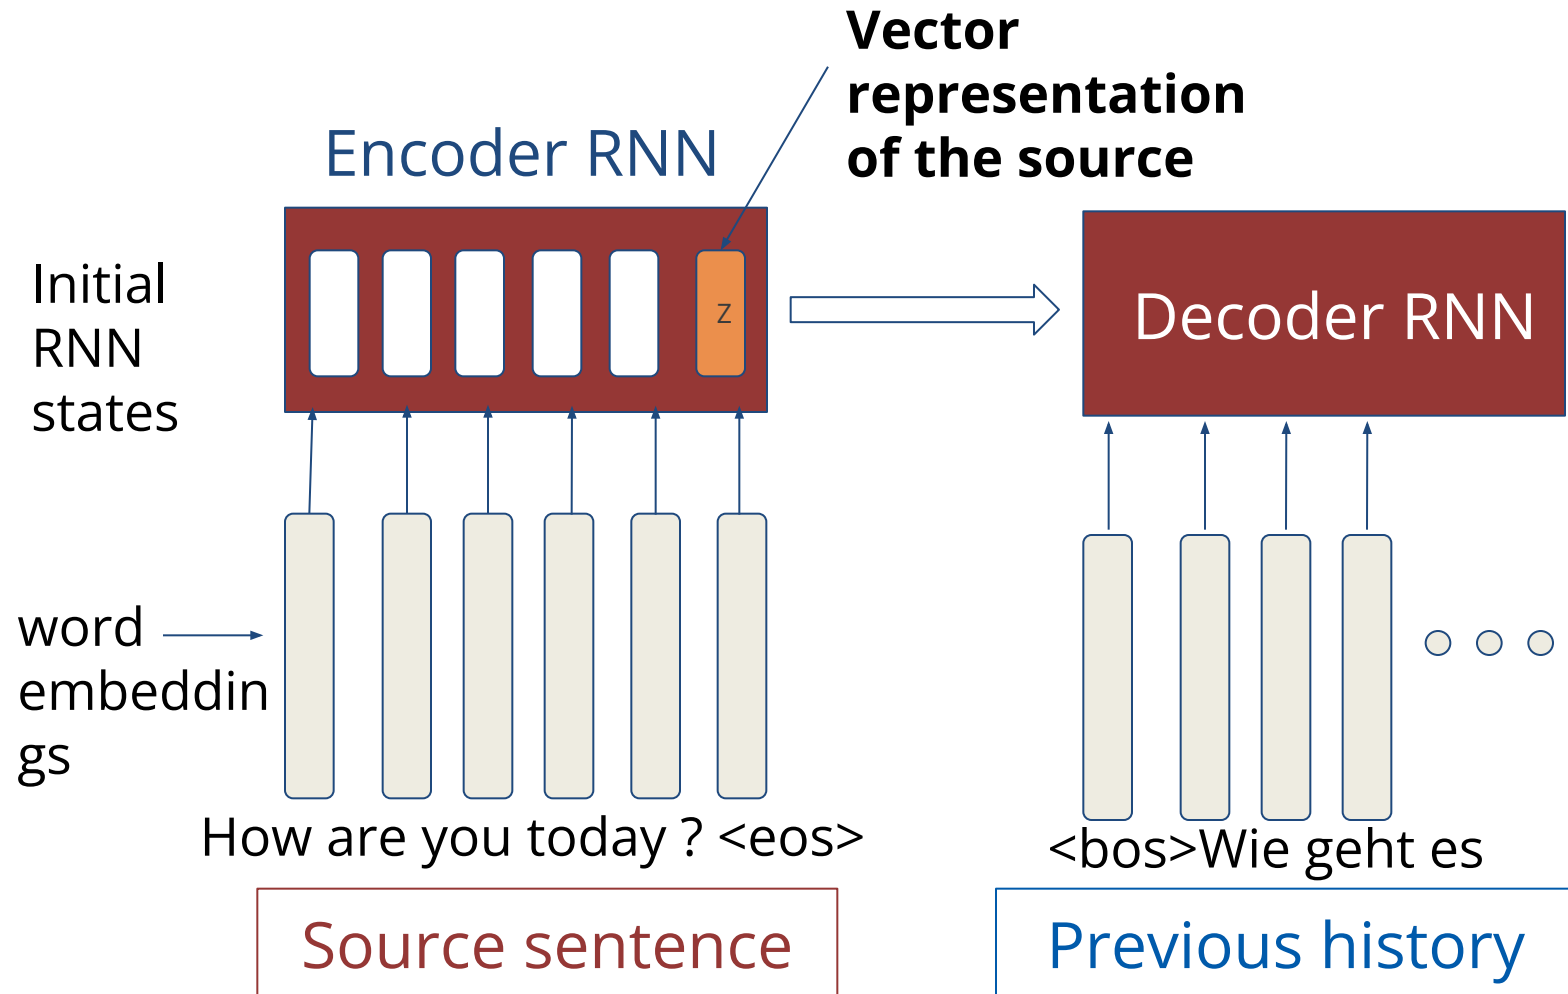 Vector
representation
of the source
Encoder RNN
Initial
RNN
states
z
Decoder RNN
word
embeddin
gs
How are you today ? <eos>
<bos>Wie geht es
Source sentence
Previous history